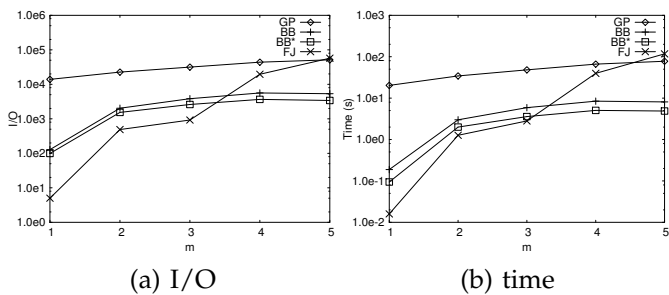 1.0e6
1.0e5
1.0e4
1.0e3
1.0e2
1.0e1
1.0e0
I/O
GP
BB
BB*
FJ
1 2 3 4 5
m
(a) I/O
1.0e3
1.0e2
1.0e1
1.0e0
1.0e-1
1.0e-2
Time (s)
GP
BB
BB*
FJ
1 2 3 4 5
m
(b) time